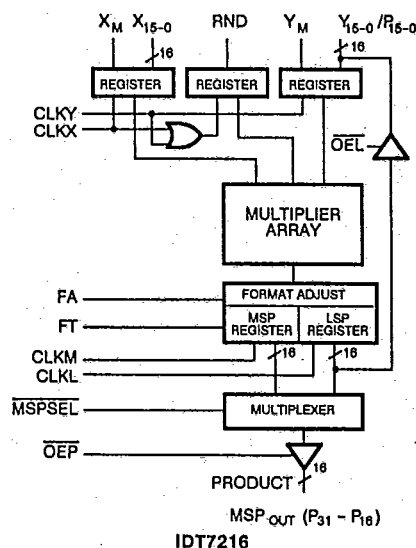 X_M X_15-0 RND Y_M Y_15-0 /P_15-0
16 16
REGISTER REGISTER REGISTER
CLKY
CLKX
OEL
MULTIPLIER
ARRAY
FA
FORMAT ADJUST
FT
MSP REGISTER
LSP REGISTER
CLKM
16 16
CLKL
MSPSEL
MULTIPLEXER
OEP
16
PRODUCT
MSP_OUT (P_31 - P_16)
IDT7216